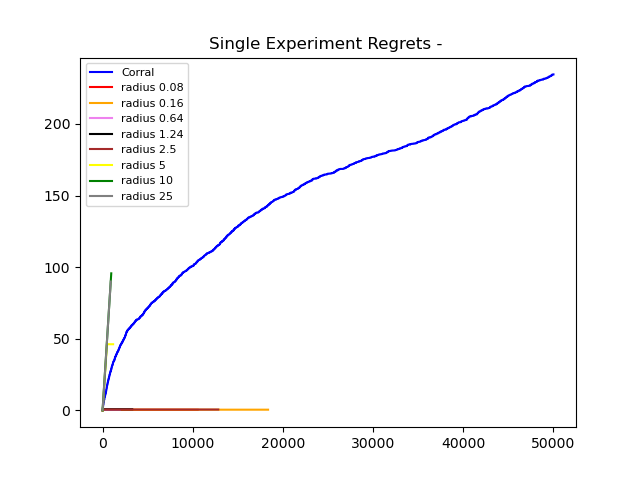 Single Experiment Regrets -
Corral
radius 0.08
radius 0.16
radius 0.64
radius 1.24
radius 2.5
radius 5
radius 10
radius 25
200
150
100
50
0
0 10000 20000 30000 40000 50000